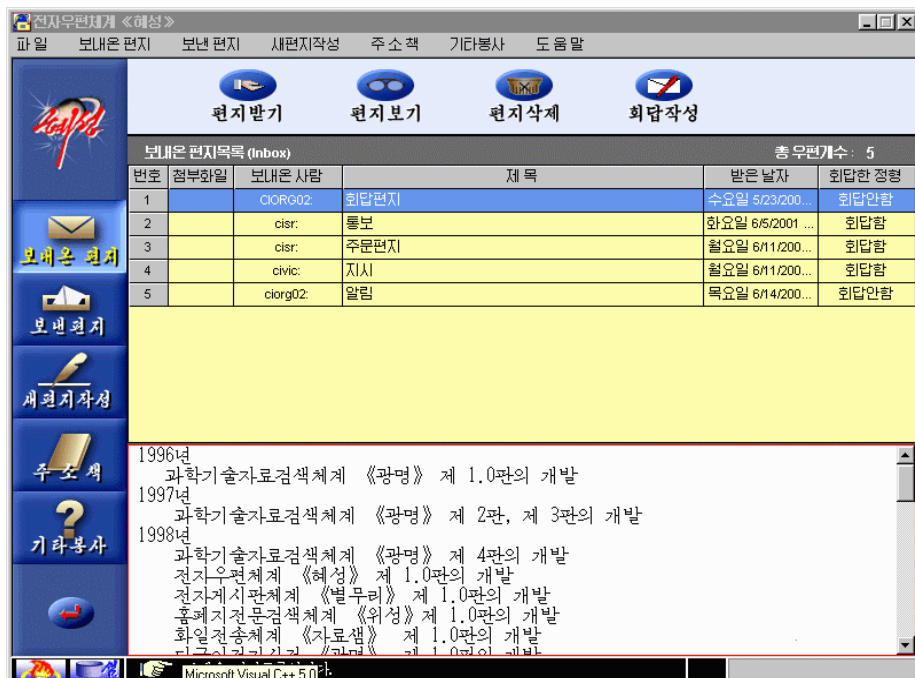 전자우편체계 《혜성》
파일 보내온 편지 보낸 편지 새편지작성 주소책 기타봉사 도움말
혜성
편지받기 편지보기 편지삭제 회답작성
보내온 편지목록 (Inbox) 총 우편개수 : 5
번호 첨부화일 보내온 사람 제 목 받은 날자 회답한 정형
1 CIORG02: 회답편지 수요일 5/23/200... 회답안함
2 cisr: 통보 화요일 6/5/2001 ... 회답함
3 cisr: 주문편지 월요일 6/11/200... 회답함
4 civic: 지시 월요일 6/11/200... 회답함
5 ciorg02: 알림 목요일 6/14/200... 회답안함
보내온 편지
보낸편지
새편지작성
주소책
기타봉사
1996년
과학기술자료검색체계 《광명》 제 1.0판의 개발
1997년
과학기술자료검색체계 《광명》 제 2판, 제 3판의 개발
1998년
과학기술자료검색체계 《광명》 제 4판의 개발
전자우편체계 《혜성》 제 1.0판의 개발
전자게시판체계 《별무리》 제 1.0판의 개발
홈페지전문검색체계 《위성》제 1.0판의 개발
화일전송체계 《자료샘》 제 1.0판의 개발
Microsoft Visual C++ 5.0